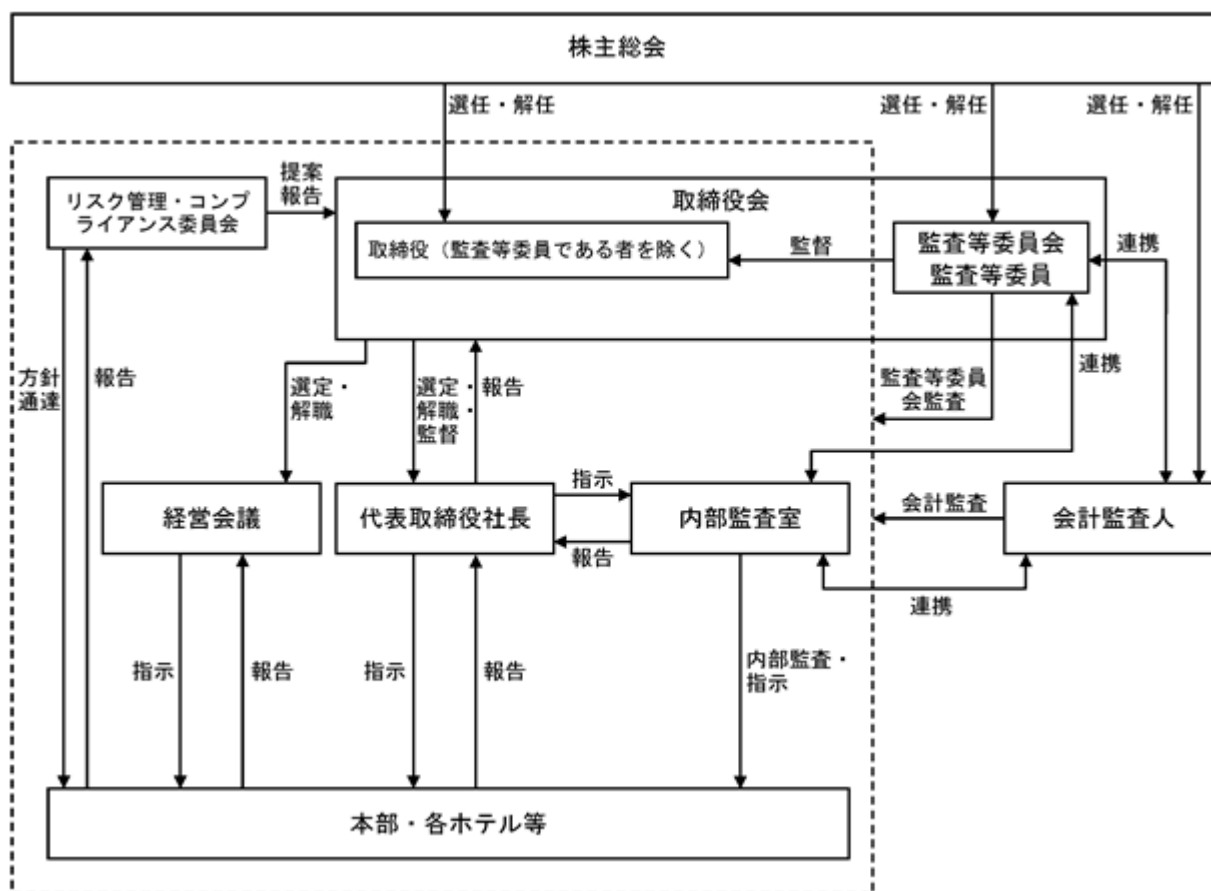 株主総会
選任・解任
選任・解任
選任・解任
リスク管理・コンプ
ライアンス委員会
提案
報告
取締役会
取締役（監査等委員である者を除く）
監督
監査等委員会
監査等委員
連携
方針
通達
報告
選定・
解職
選定・
解職・
監督
報告
監査等委員
会監査
連携
経営会議
代表取締役社長
指示
報告
内部監査室
会計監査
会計監査人
連携
指示
報告
指示
報告
内部監査・
指示
本部・各ホテル等